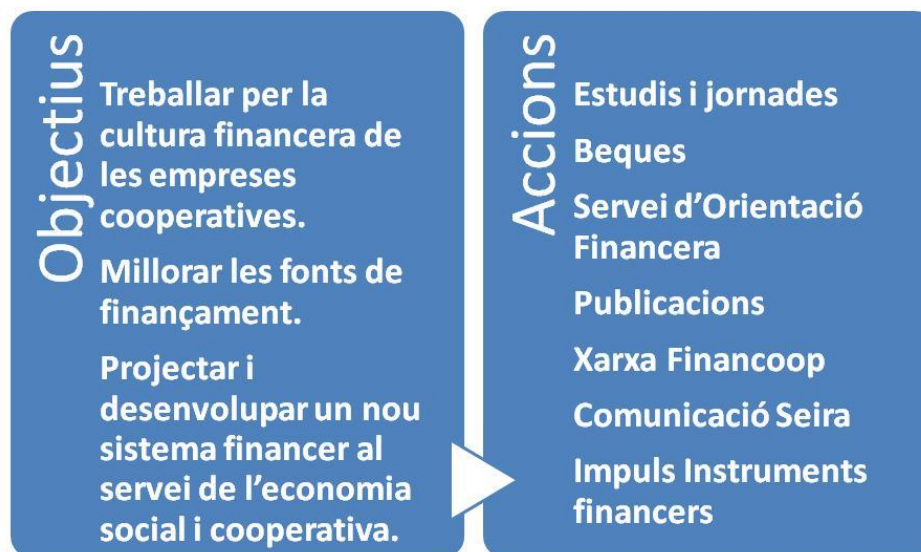 Objectius
Treballar per la
cultura financera de
les empreses
cooperatives.
Millorar les fonts de
finançament.
Projectar i
desenvolupar un nou
sistema financer al
servei de l’economia
social i cooperativa.
Accions
Estudis i jornades
Beques
Servei d’Orientació
Financera
Publicacions
Xarxa Financoop
Comunicació Seira
Impuls Instruments
financers